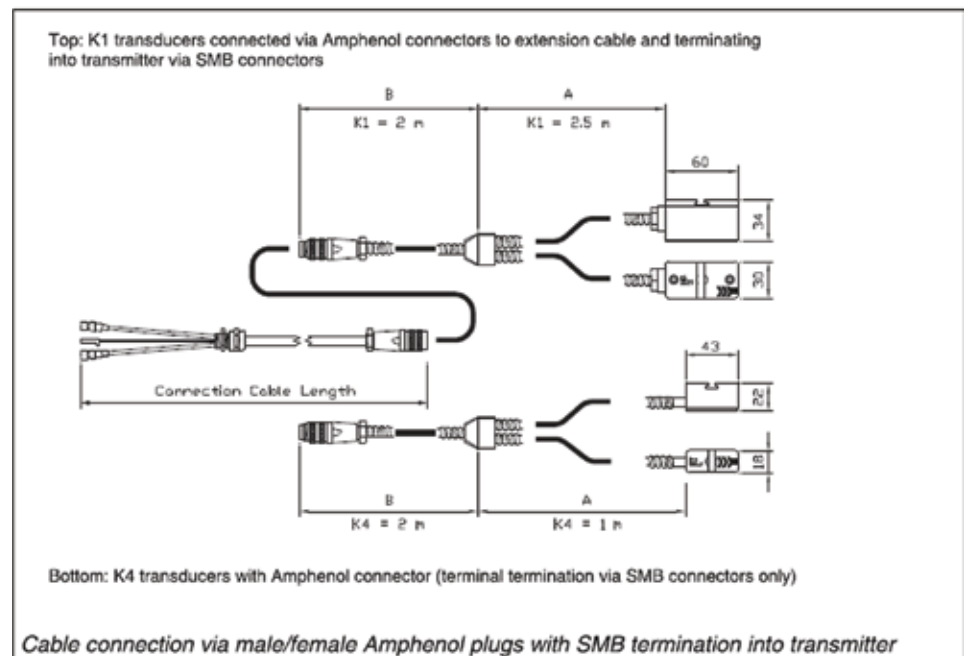 Top: K1 transducers connected via Amphenol connectors to extension cable and terminating
into transmitter via SMB connectors
B
A
K1 = 2 m
K1 = 2.5 m
60
34
30
43
Connection Cable Length
22
18
B
A
K4 = 2 m
K4 = 1 m
Bottom: K4 transducers with Amphenol connector (terminal termination via SMB connectors only)
Cable connection via male/female Amphenol plugs with SMB termination into transmitter